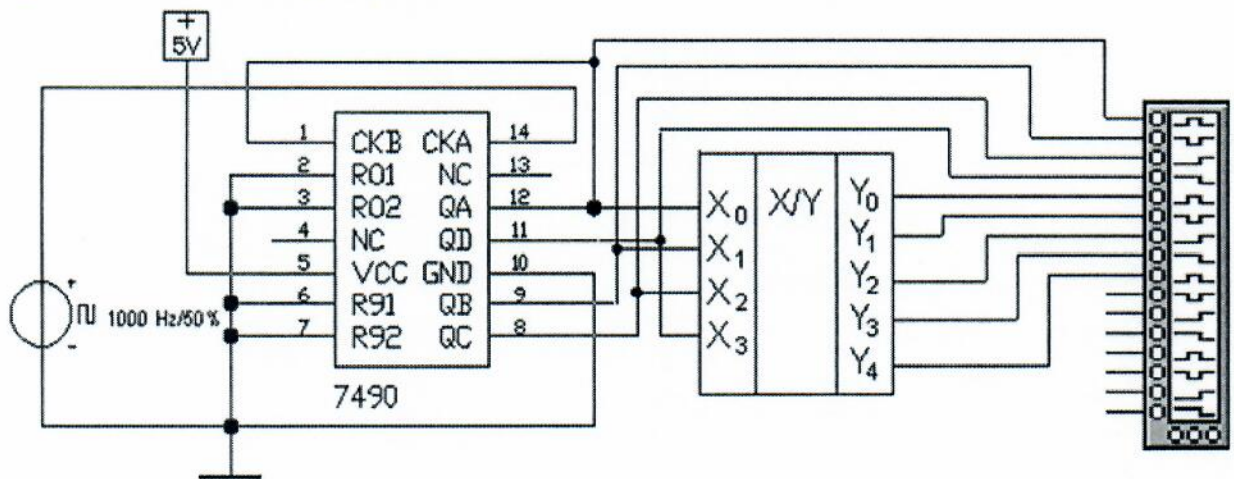 +
5V
1 CKB CKA 14
2 R01 NC 13
3 R02 QA 12
4 NC QD 11
5 VCC GND 10
6 R91 QB 9
7 R92 QC 8
7490
+
1000 Hz/50%
-
X0 X/Y Y0
X1 Y1
X2 Y2
X3 Y3
Y4